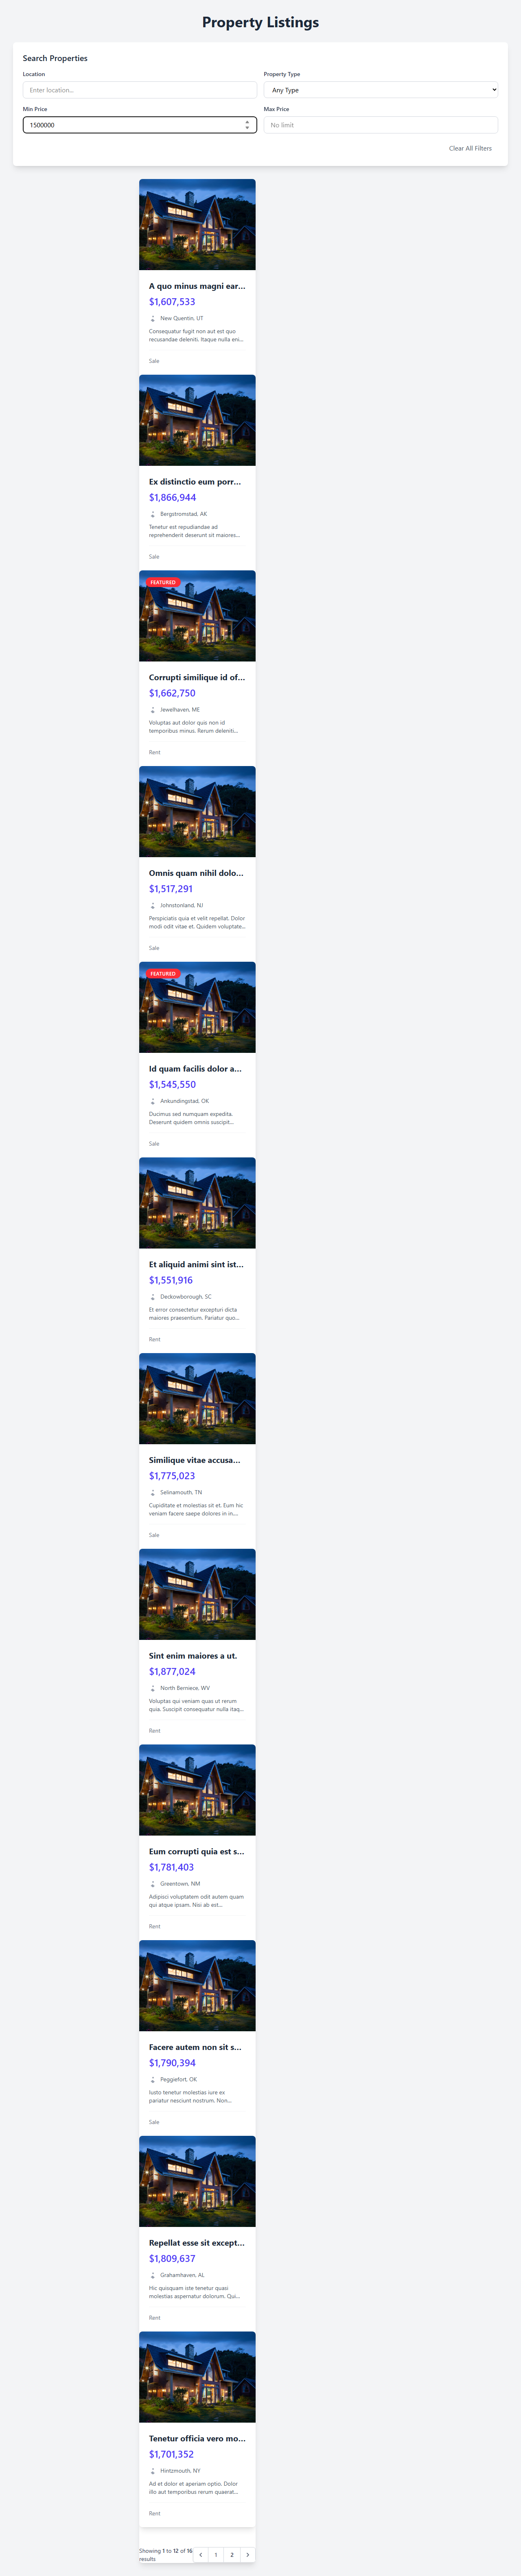 Property Listings
Search Properties
Location
Property Type
Enter location...
Any Type
Min Price
Max Price
1500000
No limit
Clear All Filters
A quo minus magni ear...
$1,607,533
New Quentin, UT
Consequatur fugit non aut est quo
recusandae deleniti. Itaque nulla eni...
Sale
Ex distinctio eum porr...
$1,866,944
Bergstromstad, AK
Tenetur est repudiandae ad
reprehenderit deserunt sit maiores...
Sale
FEATURED
Corrupti similique id of...
$1,662,750
Jewelhaven, ME
Voluptas aut dolor quis non id
temporibus minus. Rerum deleniti...
Rent
Omnis quam nihil dolo...
$1,517,291
Johnstonland, NJ
Perspiciatis quia et velit repellat. Dolor
modi odit vitae et. Quidem voluptate...
Sale
FEATURED
Id quam facilis dolor a...
$1,545,550
Ankundingstad, OK
Ducimus sed numquam expedita.
Deserunt quidem omnis suscipit...
Sale
Et aliquid animi sint ist...
$1,551,916
Deckowborough, SC
Et error consectetur excepturi dicta
maiores praesentium. Pariatur quo...
Rent
Similique vitae accusa...
$1,775,023
Selinamouth, TN
Cupiditate et molestias sit et. Eum hic
veniam facere saepe dolores in in....
Sale
Sint enim maiores a ut.
$1,877,024
North Berniece, WV
Voluptas qui veniam quas ut rerum
quia. Suscipit consequatur nulla itaq...
Rent
Eum corrupti quia est s...
$1,781,403
Greentown, NM
Adipisci voluptatem odit autem quam
qui atque ipsam. Nisi ab est...
Rent
Facere autem non sit s...
$1,790,394
Peggiefort, OK
Iusto tenetur molestias iure ex
pariatur nesciunt nostrum. Non...
Sale
Repellat esse sit except...
$1,809,637
Grahamhaven, AL
Hic quisquam iste tenetur quasi
molestias aspernatur dolorum. Qui...
Rent
Tenetur officia vero mo...
$1,701,352
Hintzmouth, NY
Ad et dolor et aperiam optio. Dolor
illo aut temporibus rerum quaerat...
Rent
Showing 1 to 12 of 16
results
1
2